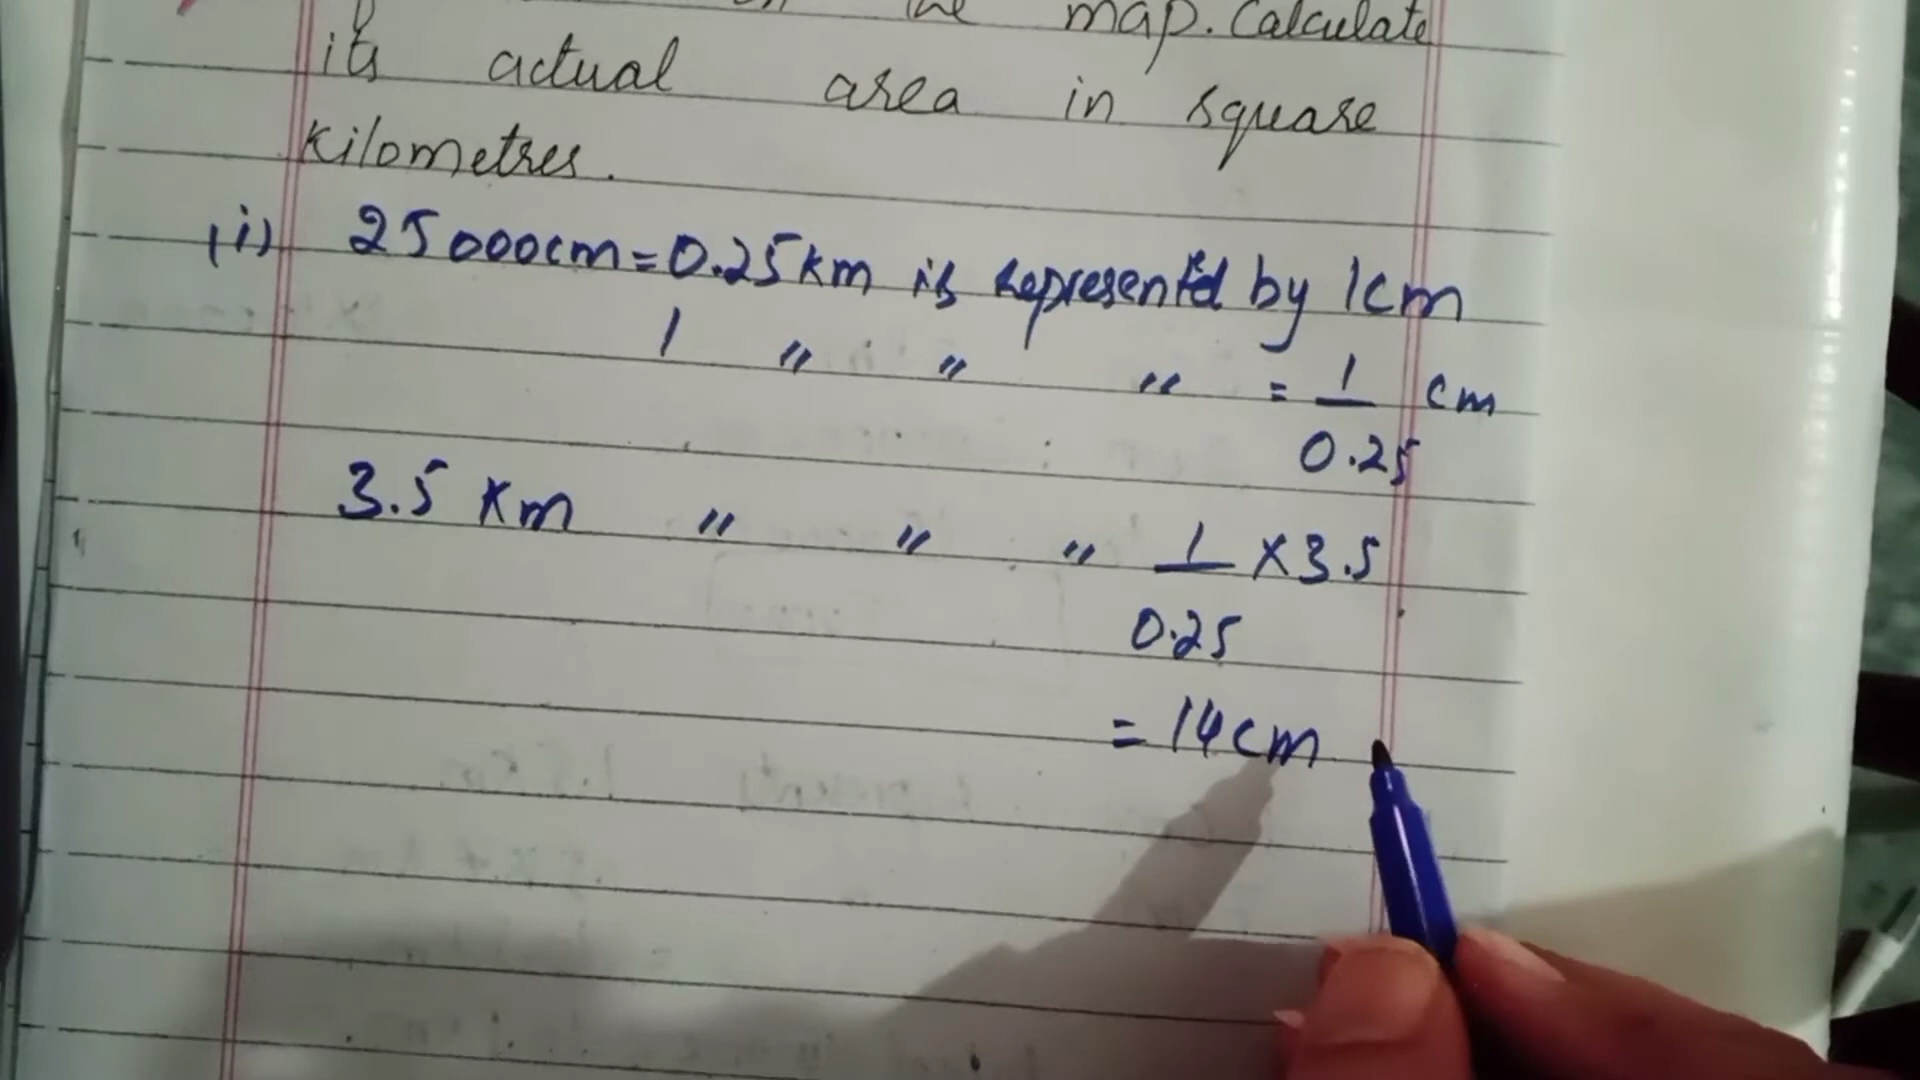 the map. Calculate
its actual area in square
kilometres.
(i) 25000cm=0.25km is represented by 1cm
1 " " " = 1/0.25 cm
3.5 km " " " 1/0.25 ×3.5
= 14cm